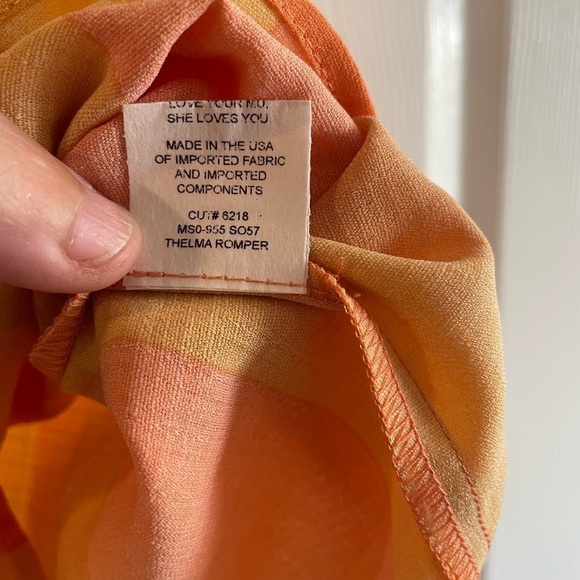 LOVE YOUR MU,
SHE LOVES YOU.
MADE IN THE USA
OF IMPORTED FABRIC
AND IMPORTED
COMPONENTS
CUT# 6218
MS0-955 SO57
THELMA ROMPER